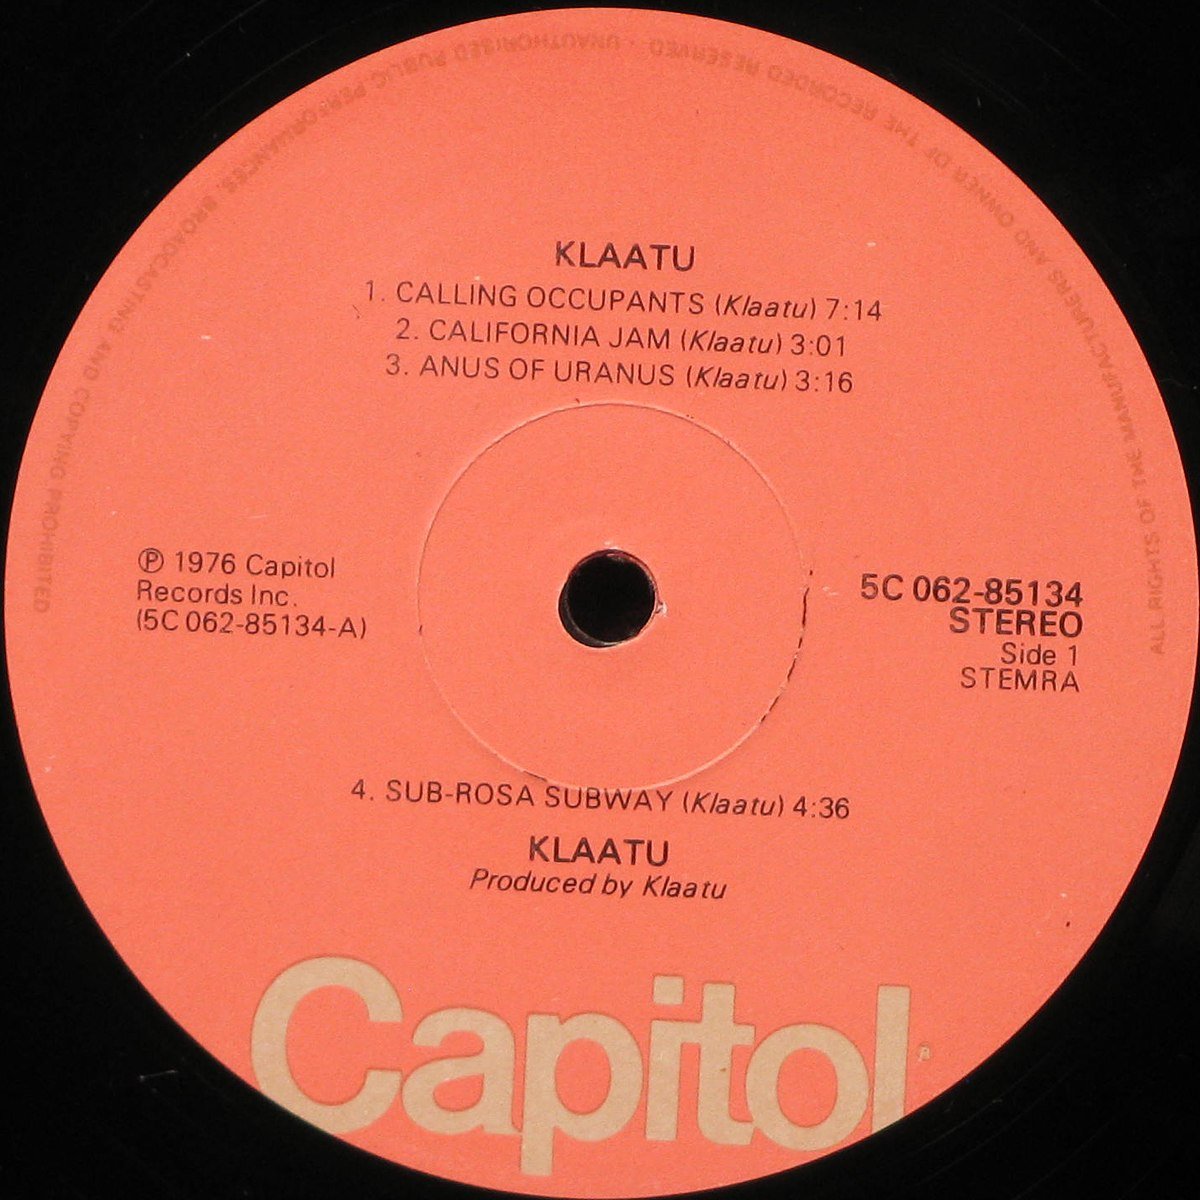 ALL RIGHTS OF THE MANUFACTURERS AND OWNER OF THE RECORDED RESERVED · UNAUTHORISED PUBLIC PERFORMANCES, BROADCASTING AND COPYING PROHIBITED
KLAATU
1. CALLING OCCUPANTS (Klaatu) 7:14
2. CALIFORNIA JAM (Klaatu) 3:01
3. ANUS OF URANUS (Klaatu) 3:16
℗ 1976 Capitol
Records Inc.
(5C 062-85134-A)
5C 062-85134
STEREO
Side 1
STEMRA
4. SUB-ROSA SUBWAY (Klaatu) 4:36
KLAATU
Produced by Klaatu
Capitol®